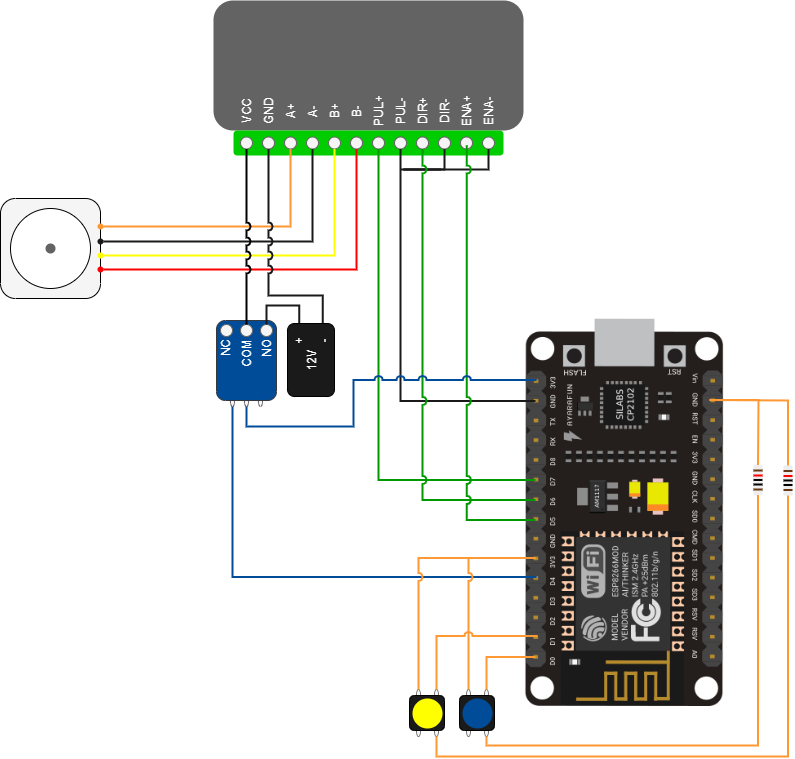 VCC
GND
A+
A-
B+
B-
PUL+
PUL-
DIR+
DIR-
ENA+
ENA-
NC
COM
NO
+
-
12V
FLASH
RST
3V3
GND
TX
RX
D8
D7
D6
D5
GND
3V3
D4
D3
D2
D1
D0
Vin
GND
RST
EN
3V3
GND
CLK
SD0
CMD
SD1
SD2
SD3
RSV
RSV
A0
AYARAFUN
SILABS
CP2102
AM1117
WiFi
ESP8266MOD
AI/THINKER
ISM 2.4GHz
PA +25dBm
802.11b/g/n
MODEL
VENDOR
FC